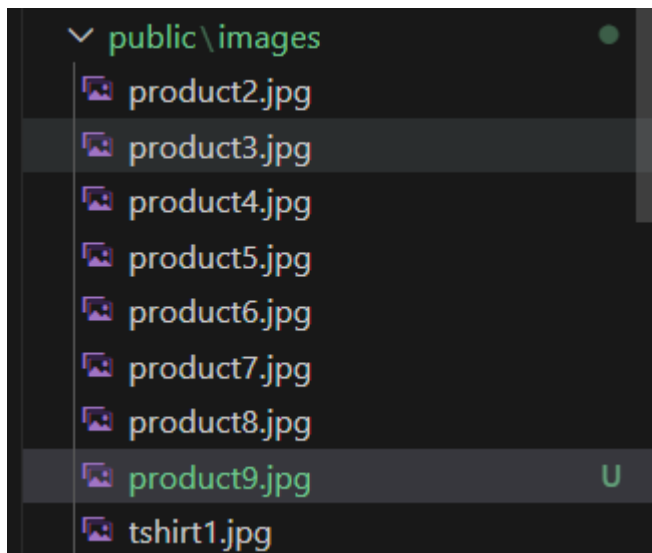 public\images
product2.jpg
product3.jpg
product4.jpg
product5.jpg
product6.jpg
product7.jpg
product8.jpg
product9.jpg U
tshirt1.jpg